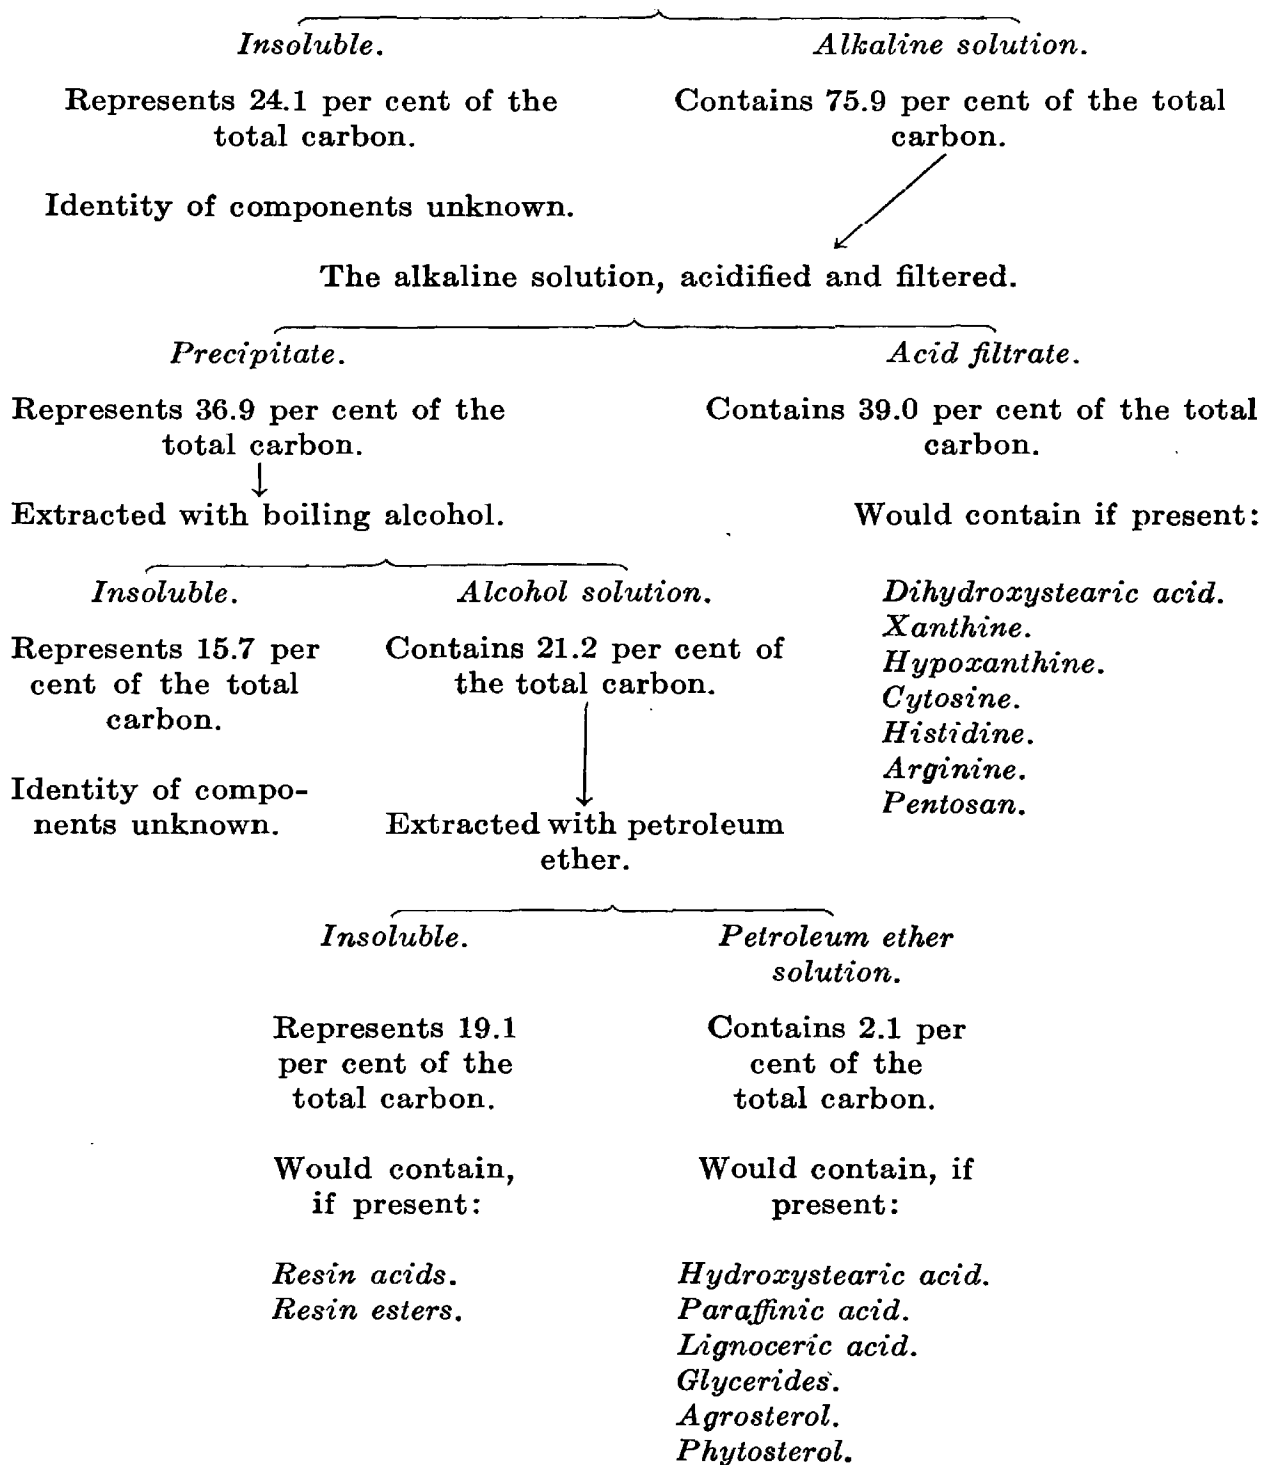 Insoluble.
Represents 24.1 per cent of the
total carbon.
Identity of components unknown.
Alkaline solution.
Contains 75.9 per cent of the total
carbon.
The alkaline solution, acidified and filtered.
Precipitate.
Represents 36.9 per cent of the
total carbon.
Extracted with boiling alcohol.
Acid filtrate.
Contains 39.0 per cent of the total
carbon.
Would contain if present:
Dihydroxystearic acid.
Xanthine.
Hypoxanthine.
Cytosine.
Histidine.
Arginine.
Pentosan.
Insoluble.
Represents 15.7 per
cent of the total
carbon.
Identity of compo-
nents unknown.
Alcohol solution.
Contains 21.2 per cent of
the total carbon.
Extracted with petroleum
ether.
Insoluble.
Represents 19.1
per cent of the
total carbon.
Would contain,
if present:
Resin acids.
Resin esters.
Petroleum ether
solution.
Contains 2.1 per
cent of the
total carbon.
Would contain, if
present:
Hydroxystearic acid.
Paraffinic acid.
Lignoceric acid.
Glycerides.
Agrosterol.
Phytosterol.